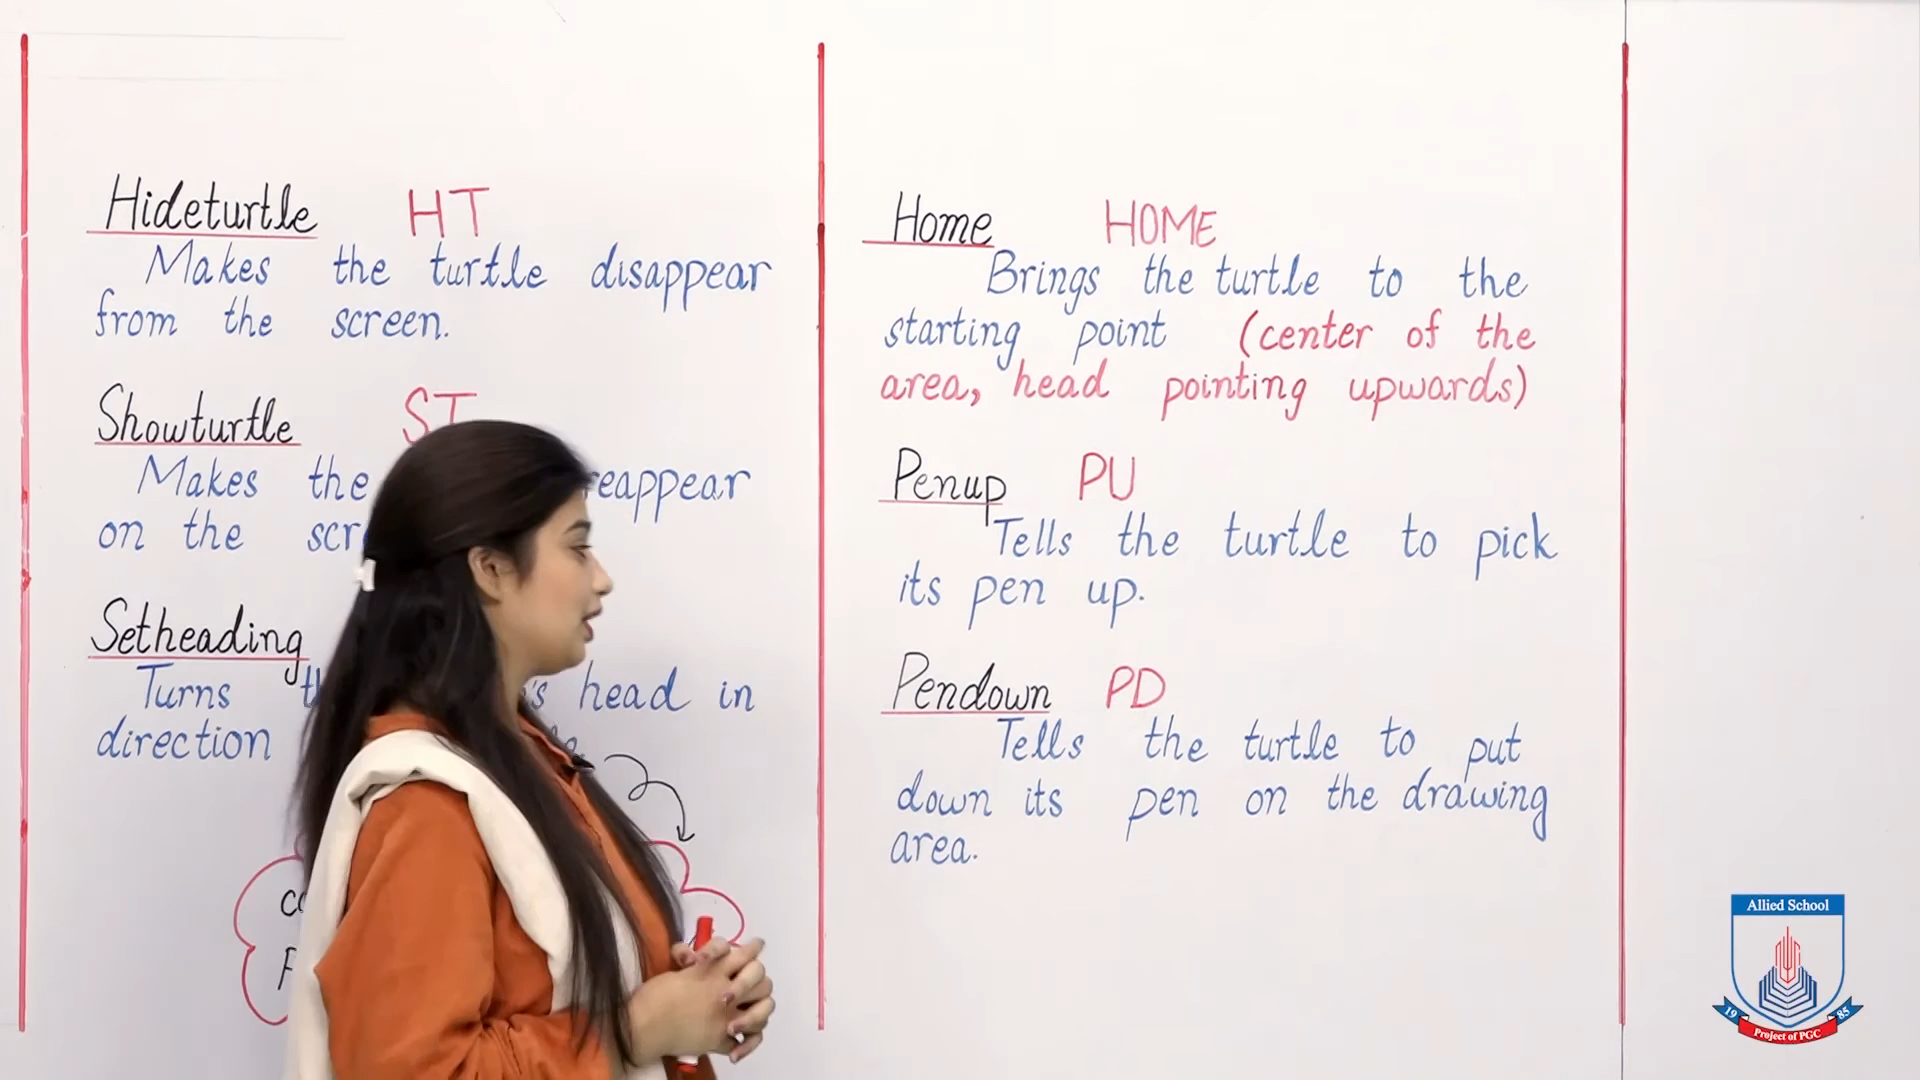 Hideturtle HT
Makes the turtle disappear
from the screen.
Showturtle ST
Makes the reappear
on the
Setheading
Turns head in
direction
Home HOME
Brings the turtle to the
starting point (center of the
area, head pointing upwards)
Penup PU
Tells the turtle to pick
its pen up.
Pendown PD
Tells the turtle to put
down its pen on the drawing
area.
Allied School
19 85
Project of PGC